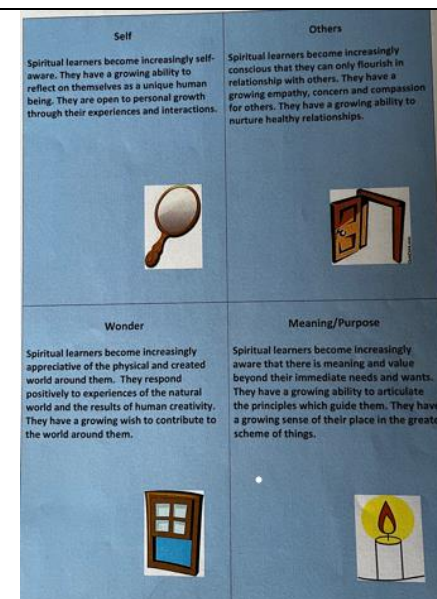 Self
Spiritual learners become increasingly self-
aware. They have a growing ability to
reflect on themselves as a unique human
being. They are open to personal growth
through their experiences and interactions.
Others
Spiritual learners become increasingly
conscious that they can only flourish in
relationship with others. They have a
growing empathy, concern and compassion
for others. They have a growing ability to
nurture healthy relationships.
Wonder
Spiritual learners become increasingly
appreciative of the physical and created
world around them. They respond
positively to experiences of the natural
world and the results of human creativity.
They have a growing wish to contribute to
the world around them.
Meaning/Purpose
Spiritual learners become increasingly
aware that there is meaning and value
beyond their immediate needs and wants.
They have a growing ability to articulate
the principles which guide them. They have
a growing sense of their place in the greate
scheme of things.